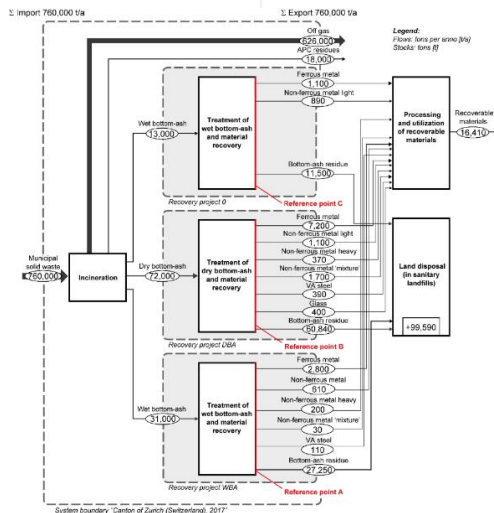 Σ Import 760,000 t/a
Σ Export 760,000 t/a
Off gas
626,000
APC residues
18,000
Legend:
Flows: tons per anno [t/a]
Stocks: tons [t]
Ferrous metal
1,100
Non-ferrous metal light
890
Wet bottom-ash
13,000
Treatment of
wet bottom-ash
and material
recovery
Bottom-ash residue
11,500
Recovery project 0
Reference point C
Processing and
utilization of
recoverable
materials
Recoverable
materials
16,410
Municipal
solid waste
760,000
Incineration
Dry bottom-ash
72,000
Treatment of
dry bottom-ash
and material
recovery
Ferrous metal
7,200
Non-ferrous metal light
1,100
Non-ferrous metal heavy
370
Non-ferrous metal 'mixture'
1,700
VA steel
390
Glass
400
Bottom-ash residue
60,840
Recovery project DBA
Reference point B
Land disposal
(in sanitary
landfills)
+99,590
Wet bottom-ash
31,000
Treatment of
wet bottom-ash
and material
recovery
Ferrous metal
2,800
Non-ferrous metal
610
Non-ferrous metal heavy
200
Non-ferrous metal 'mixture'
30
VA steel
110
Bottom-ash residue
27,250
Recovery project WBA
Reference point A
System boundary "Canton of Zurich (Switzerland), 2017"